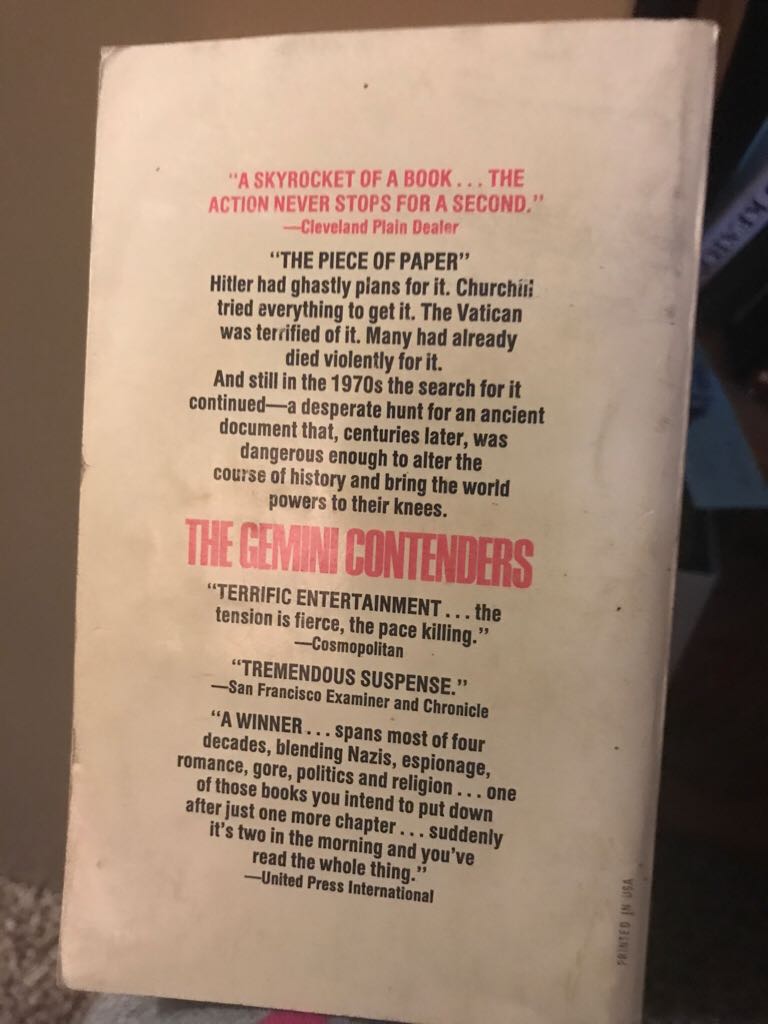 "A SKYROCKET OF A BOOK . . . THE
ACTION NEVER STOPS FOR A SECOND."
—Cleveland Plain Dealer
"THE PIECE OF PAPER"
Hitler had ghastly plans for it. Churchill
tried everything to get it. The Vatican
was terrified of it. Many had already
died violently for it.
And still in the 1970s the search for it
continued—a desperate hunt for an ancient
document that, centuries later, was
dangerous enough to alter the
course of history and bring the world
powers to their knees.
THE GEMINI CONTENDERS
"TERRIFIC ENTERTAINMENT . . . the
tension is fierce, the pace killing."
—Cosmopolitan
"TREMENDOUS SUSPENSE."
—San Francisco Examiner and Chronicle
"A WINNER . . . spans most of four
decades, blending Nazis, espionage,
romance, gore, politics and religion . . . one
of those books you intend to put down
after just one more chapter . . . suddenly
it's two in the morning and you've
read the whole thing."
—United Press International
PRINTED IN USA